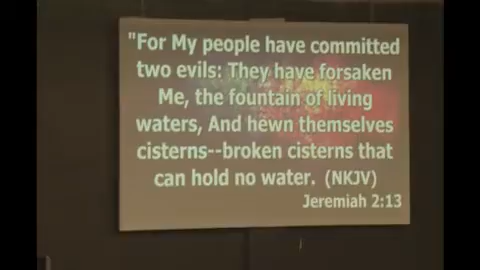 "For My people have committed
two evils: They have forsaken
Me, the fountain of living
waters, And hewn themselves
cisterns--broken cisterns that
can hold no water. (NKJV)
Jeremiah 2:13